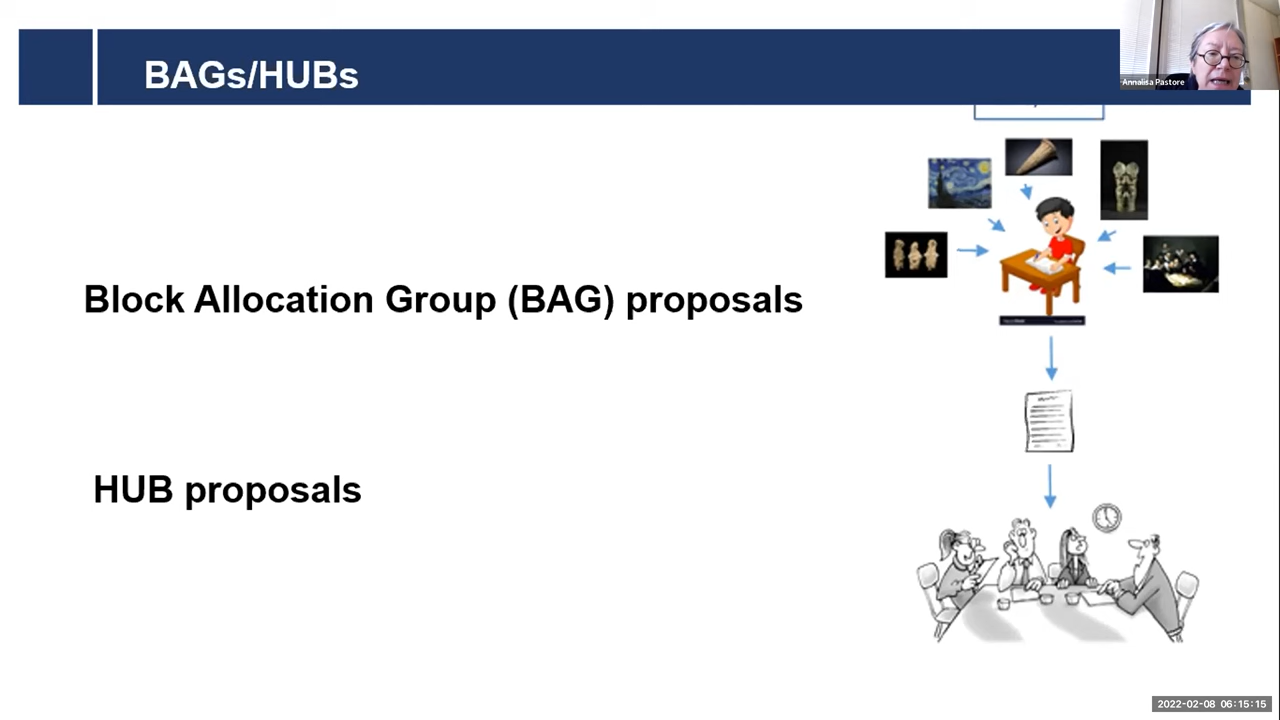 BAGs/HUBs
Annalisa Pastore
Block Allocation Group (BAG) proposals
HUB proposals
2022-02-08 06:15:15